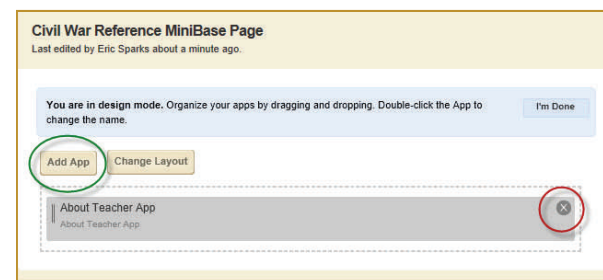 Civil War Reference MiniBase Page
Last edited by Eric Sparks about a minute ago.
You are in design mode. Organize your apps by dragging and dropping. Double-click the App to
change the name.
I'm Done
Add App
Change Layout
About Teacher App
About Teacher App